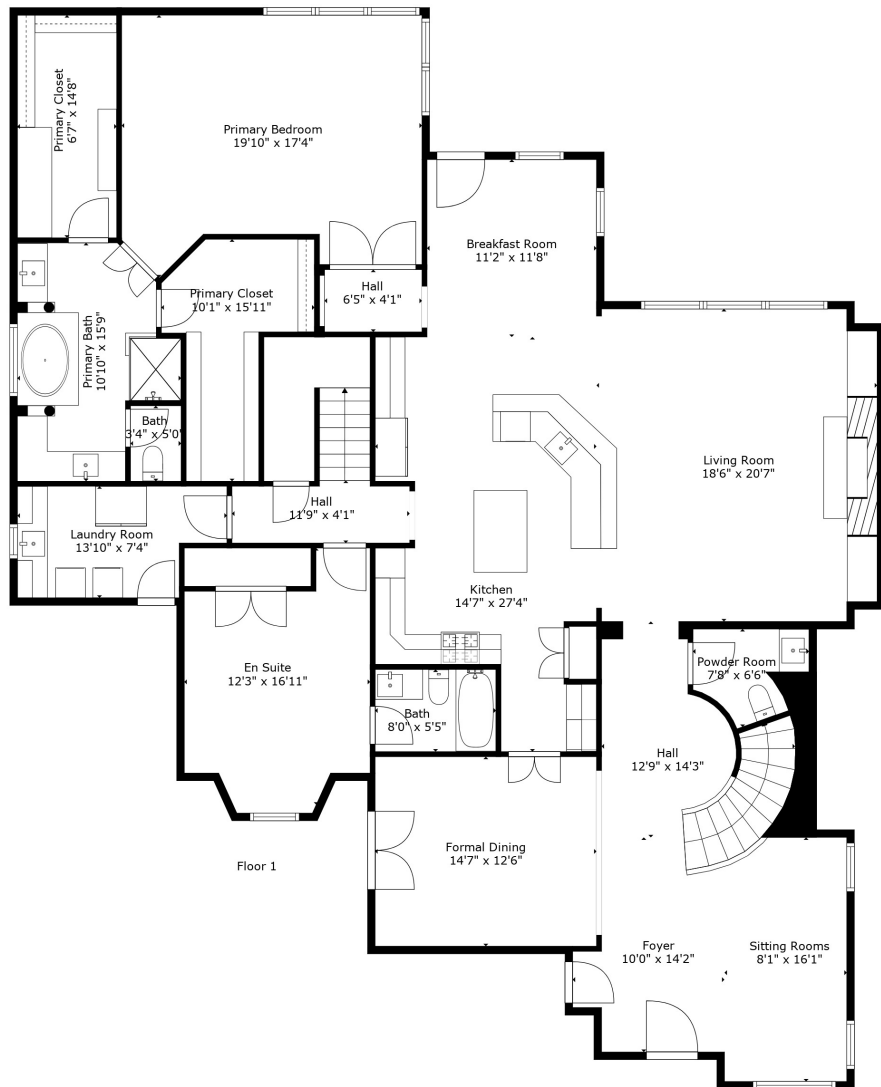 Primary Closet
6'7" x 14'8"
Primary Bedroom
19'10" x 17'4"
Breakfast Room
11'2" x 11'8"
Hall
6'5" x 4'1"
Primary Closet
10'1" x 15'11"
Primary Bath
10'10" x 15'9"
Bath
3'4" x 5'0"
Living Room
18'6" x 20'7"
Hall
11'9" x 4'1"
Laundry Room
13'10" x 7'4"
Kitchen
14'7" x 27'4"
En Suite
12'3" x 16'11"
Powder Room
7'8" x 6'6"
Bath
8'0" x 5'5"
Hall
12'9" x 14'3"
Formal Dining
14'7" x 12'6"
Floor 1
Foyer
10'0" x 14'2"
Sitting Rooms
8'1" x 16'1"